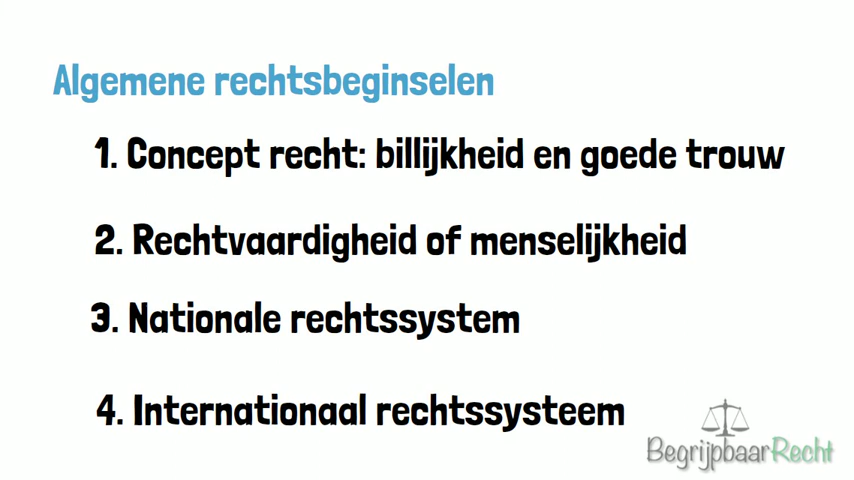 Algemene rechtsbeginselen
1. Concept recht: billijkheid en goede trouw
2. Rechtvaardigheid of menselijkheid
3. Nationale rechtssystem
4. Internationaal rechtssysteem
BegrijpbaarRecht